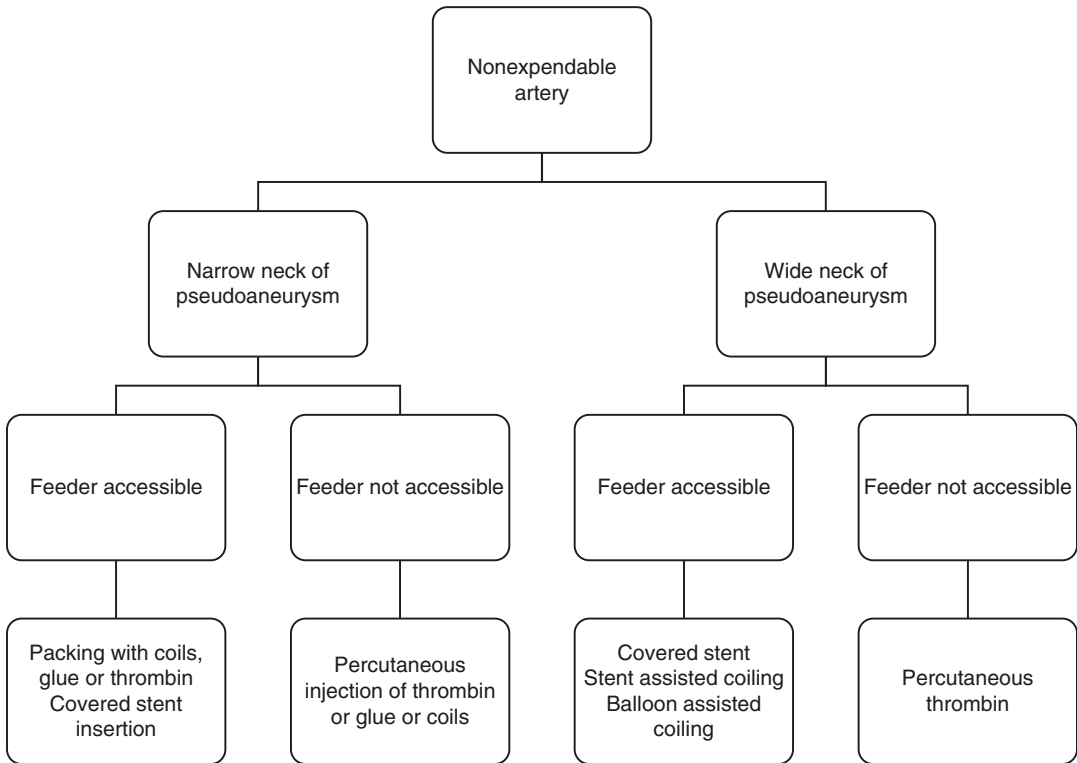 Nonexpendable
artery
Narrow neck of
pseudoaneurysm
Wide neck of
pseudoaneurysm
Feeder accessible
Feeder not accessible
Feeder accessible
Feeder not accessible
Packing with coils,
glue or thrombin
Covered stent
insertion
Percutaneous
injection of thrombin
or glue or coils
Covered stent
Stent assisted coiling
Balloon assisted
coiling
Percutaneous
thrombin